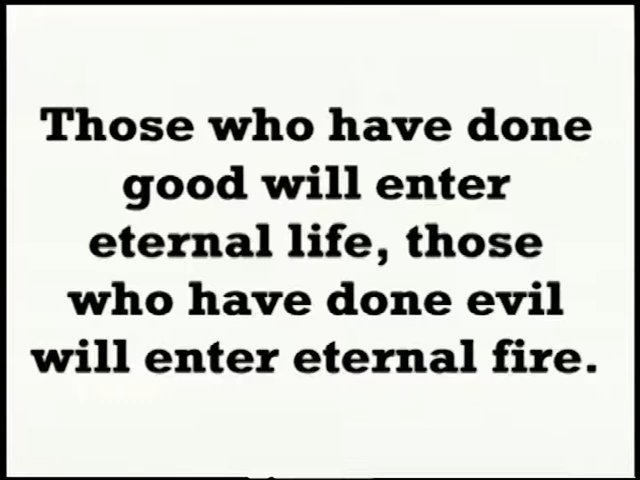 Those who have done
good will enter
eternal life, those
who have done evil
will enter eternal fire.